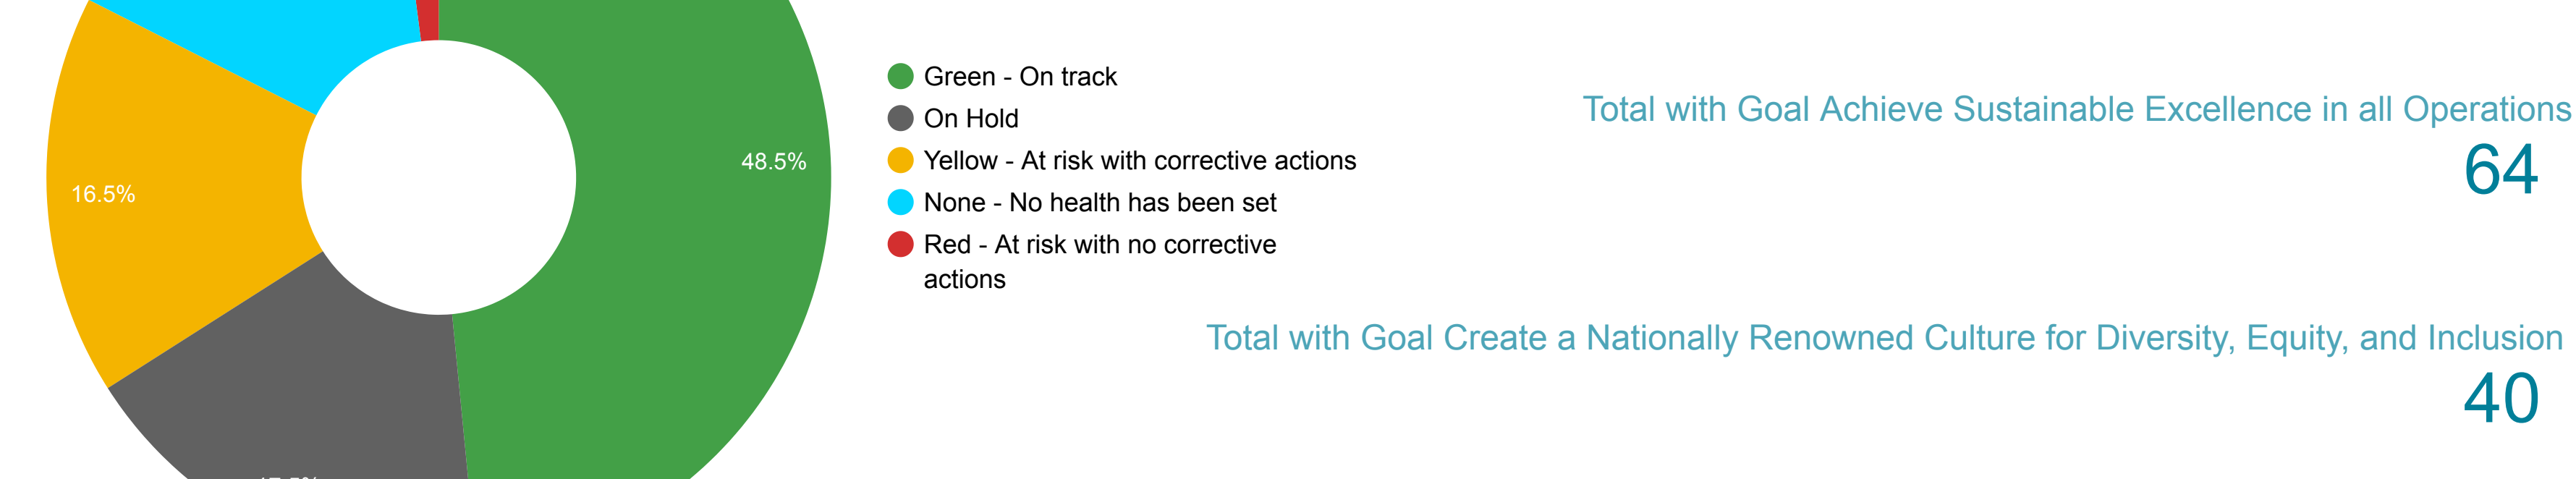 48.5%
16.5%
Green - On track
On Hold
Yellow - At risk with corrective actions
None - No health has been set
Red - At risk with no corrective
actions
Total with Goal Achieve Sustainable Excellence in all Operations
64
Total with Goal Create a Nationally Renowned Culture for Diversity, Equity, and Inclusion
40